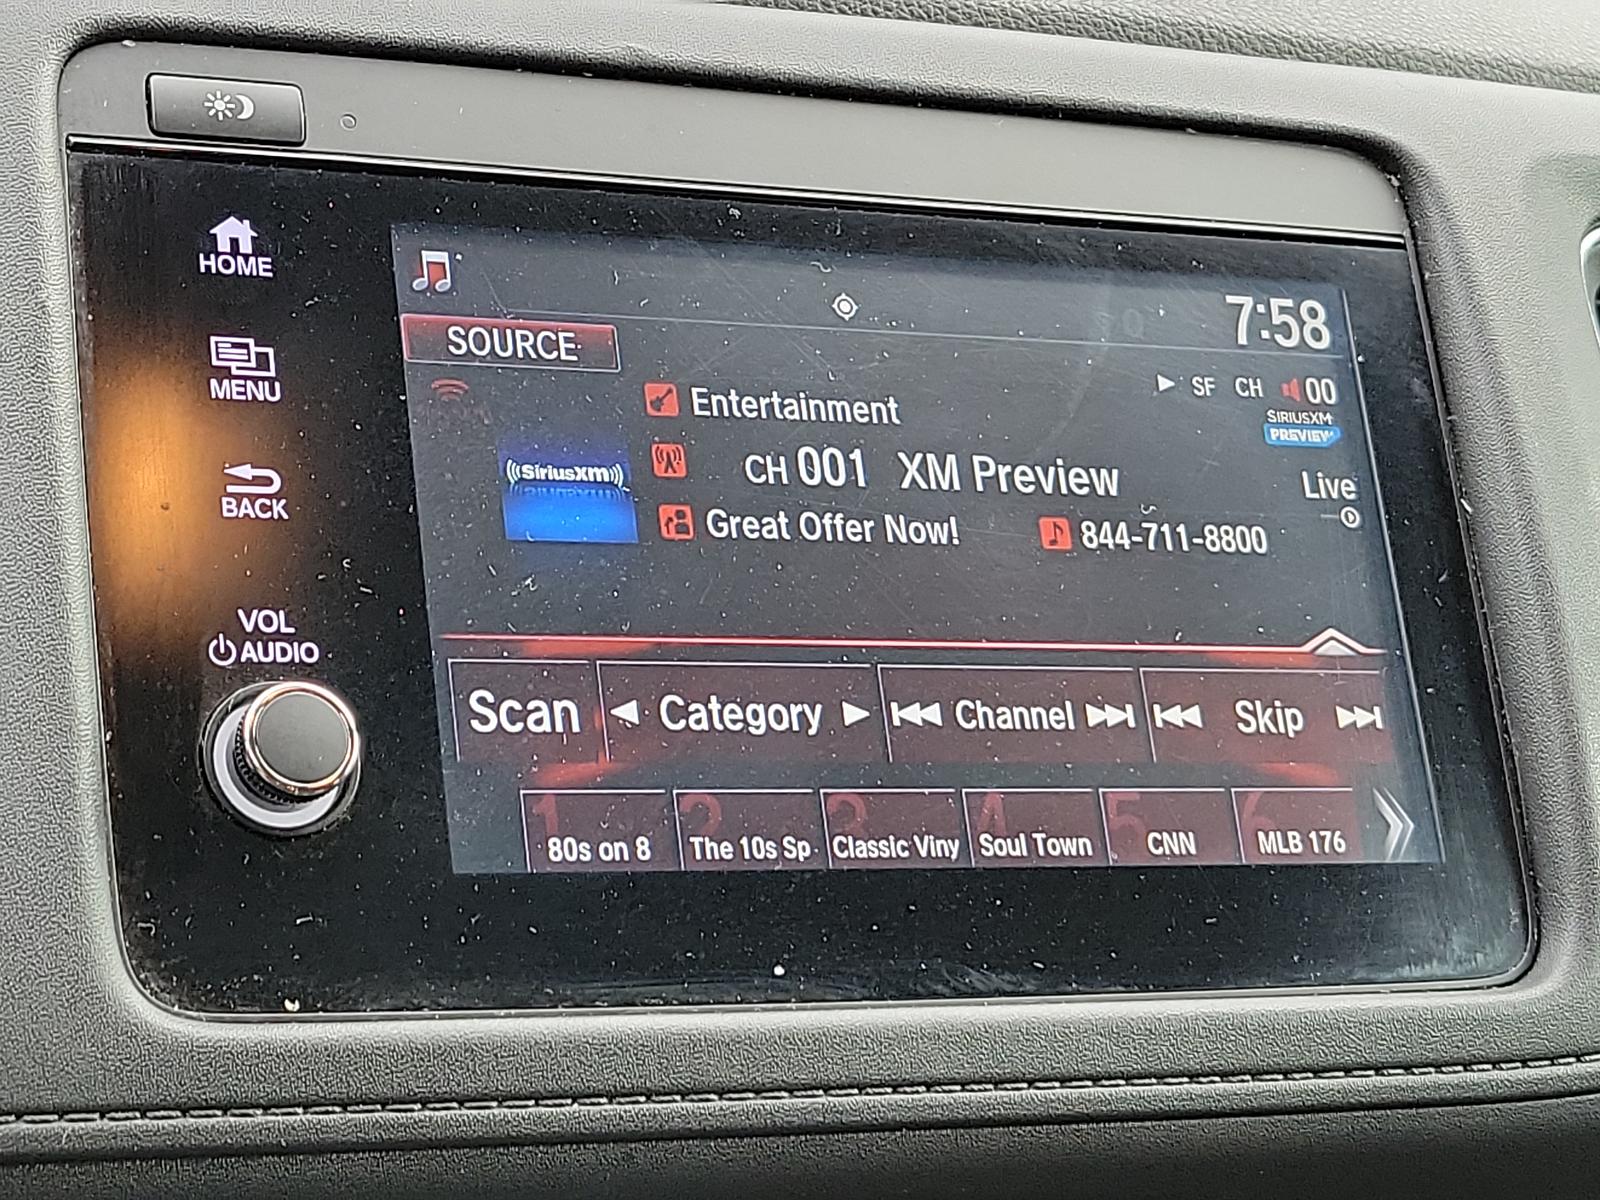 HOME
MENU
BACK
VOL
AUDIO
7:58
SOURCE
SF CH 00
SIRIUSXM
PREVIEW
Entertainment
((SiriusXM))
CH 001 XM Preview
Live
Great Offer Now! 844-711-8800
Scan Category Channel Skip
1 2 3 4 5 6
80s on 8 The 10s Sp Classic Viny Soul Town CNN MLB 176